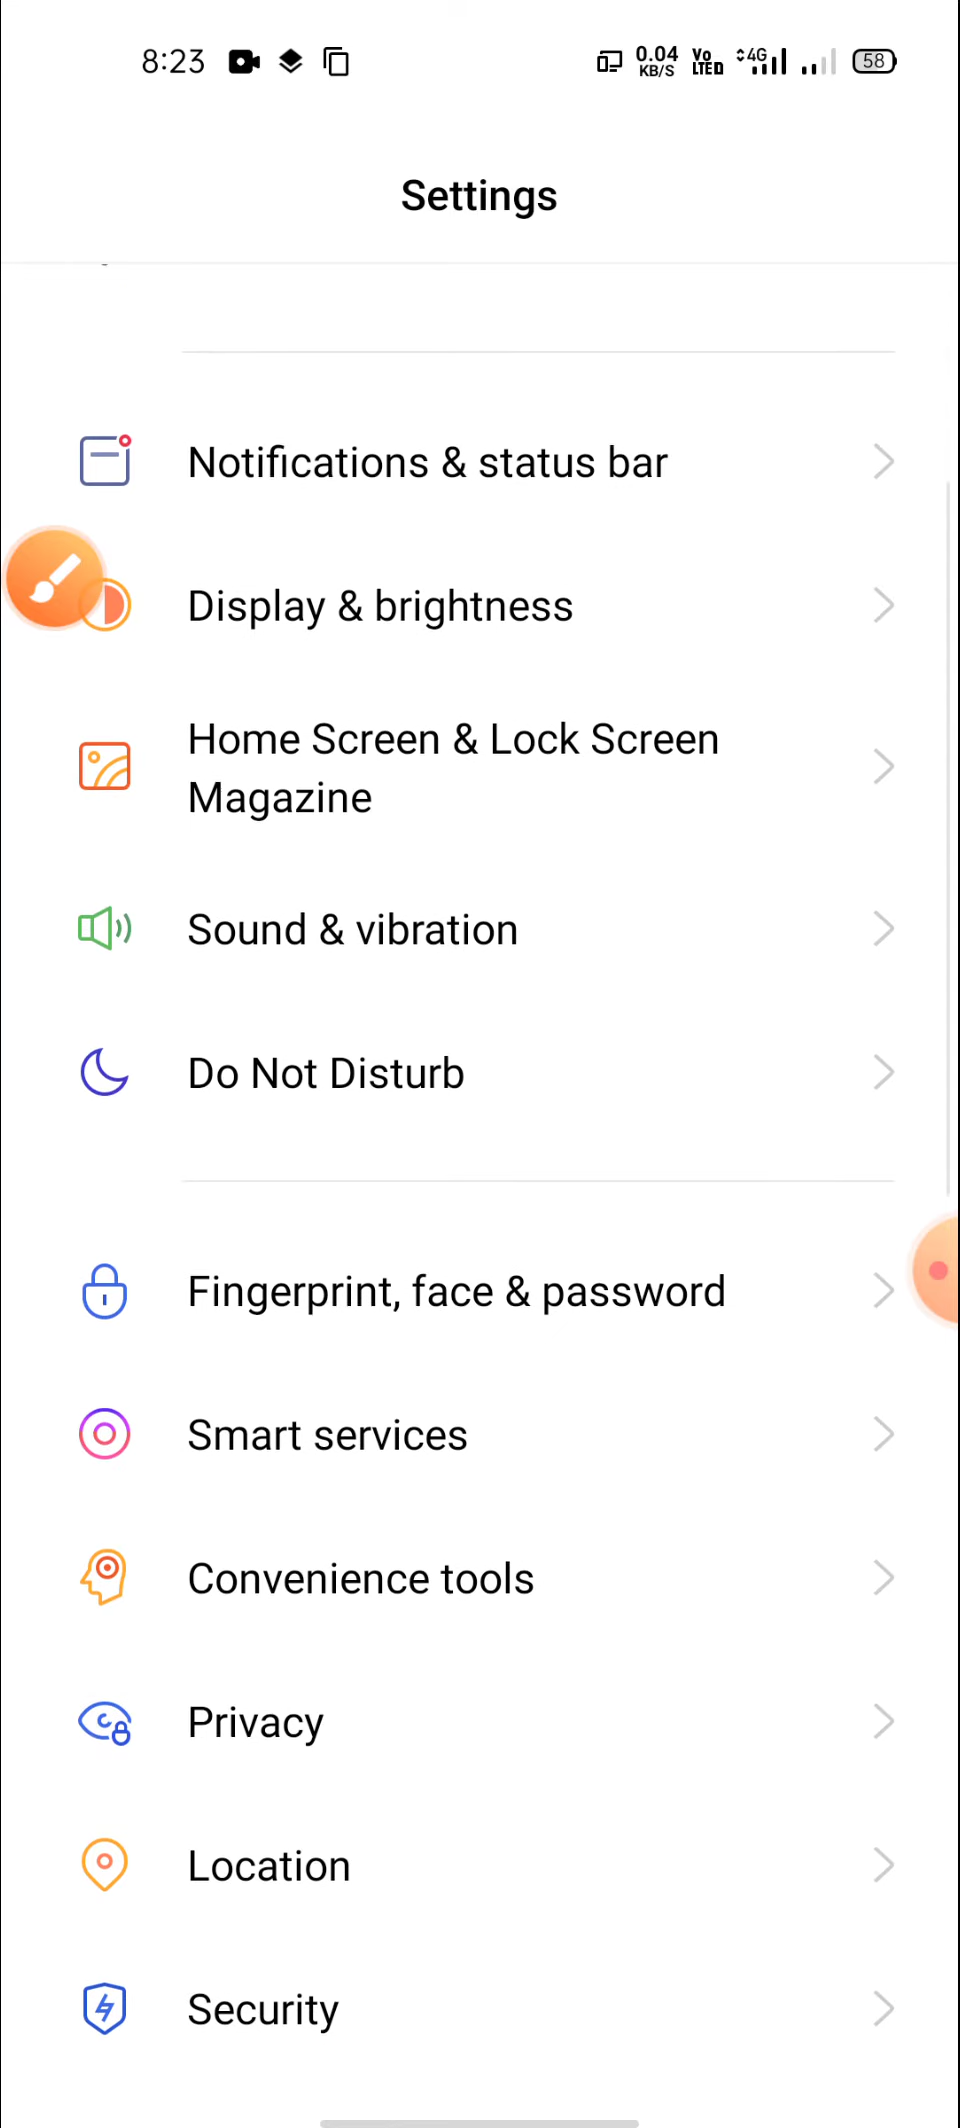 8:23 0.04 KB/S Vo LTED 4G 58
Settings
Notifications & status bar
Display & brightness
Home Screen & Lock Screen
Magazine
Sound & vibration
Do Not Disturb
Fingerprint, face & password
Smart services
Convenience tools
Privacy
Location
Security